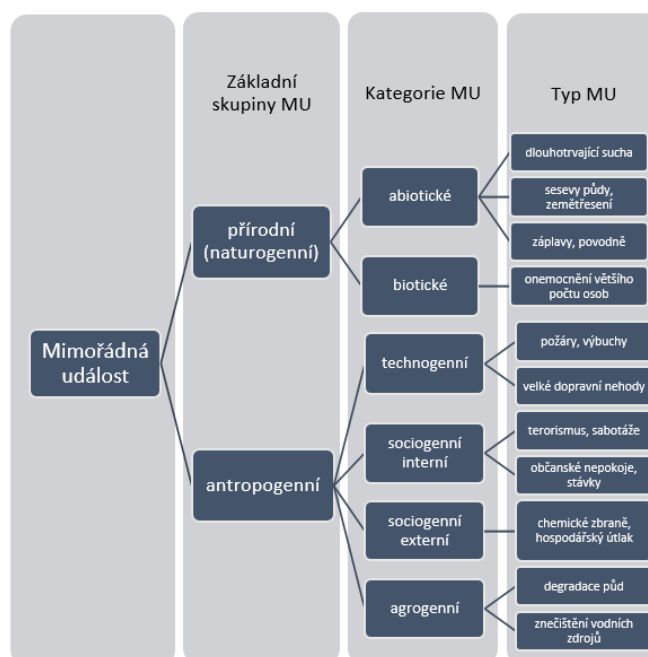 Základní
skupiny MU
Kategorie MU
Typ MU
Mimořádná
událost
přírodní
(naturogenní)
antropogenní
abiotické
biotické
technogenní
sociogenní
interní
sociogenní
externí
agrogenní
dlouhotrvající sucha
sesevy půdy,
zemětřesení
záplavy, povodně
onemocnění většího
počtu osob
požáry, výbuchy
velké dopravní nehody
terorismus, sabotáže
občanské nepokoje,
stávky
chemické zbraně,
hospodářský útlak
degradace půd
znečištění vodních
zdrojů